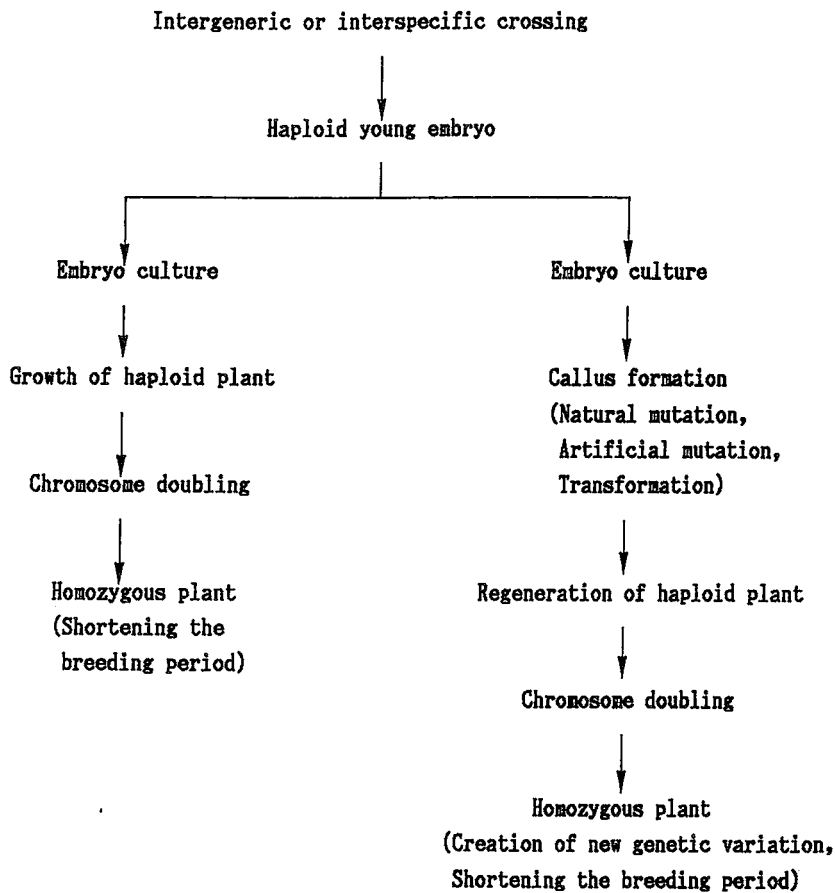 Intergeneric or interspecific crossing
Haploid young embryo
Embryo culture
Growth of haploid plant
Chromosome doubling
Homozygous plant
(Shortening the
breeding period)
Embryo culture
Callus formation
(Natural mutation,
Artificial mutation,
Transformation)
Regeneration of haploid plant
Chromosome doubling
Homozygous plant
(Creation of new genetic variation,
Shortening the breeding period)